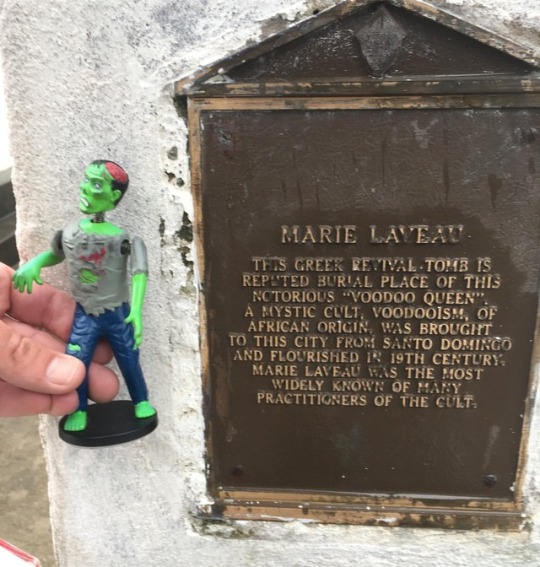 MARIE LAVEAU
THIS GREEK REVIVAL TOMB IS
REPUTED BURIAL PLACE OF THIS
NOTORIOUS "VOODOO QUEEN".
A MYSTIC CULT, VOODOOISM, OF
AFRICAN ORIGIN, WAS BROUGHT
TO THIS CITY FROM SANTO DOMINGO
AND FLOURISHED IN 19TH CENTURY.
MARIE LAVEAU WAS THE MOST
WIDELY KNOWN OF MANY
PRACTITIONERS OF THE CULT.